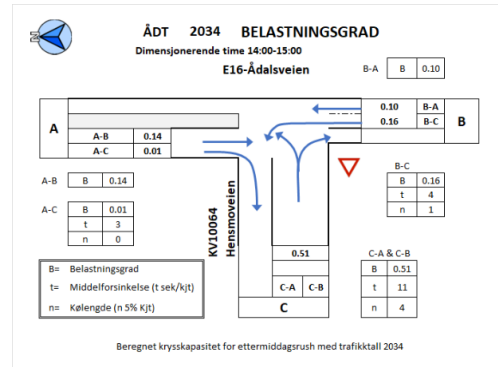 N
ÅDT 2034 BELASTNINGSGRAD
Dimensjonerende time 14:00-15:00
E16-Ådalsveien
B-A B 0.10
A
A-B 0.14
A-C 0.01
0.10 B-A
0.16 B-C
B
A-B B 0.14
A-C
B 0.01
t 3
n 0
B-C
B 0.16
t 4
n 1
KV10064
Hensmoveien
0.51
C-A C-B
C
C-A & C-B
B 0.51
t 11
n 4
B= Belastningsgrad
t= Middelforsinkelse (t sek/kjt)
n= Kølengde (n 5% Kjt)
Beregnet krysskapasitet for ettermiddagsrush med trafikktall 2034